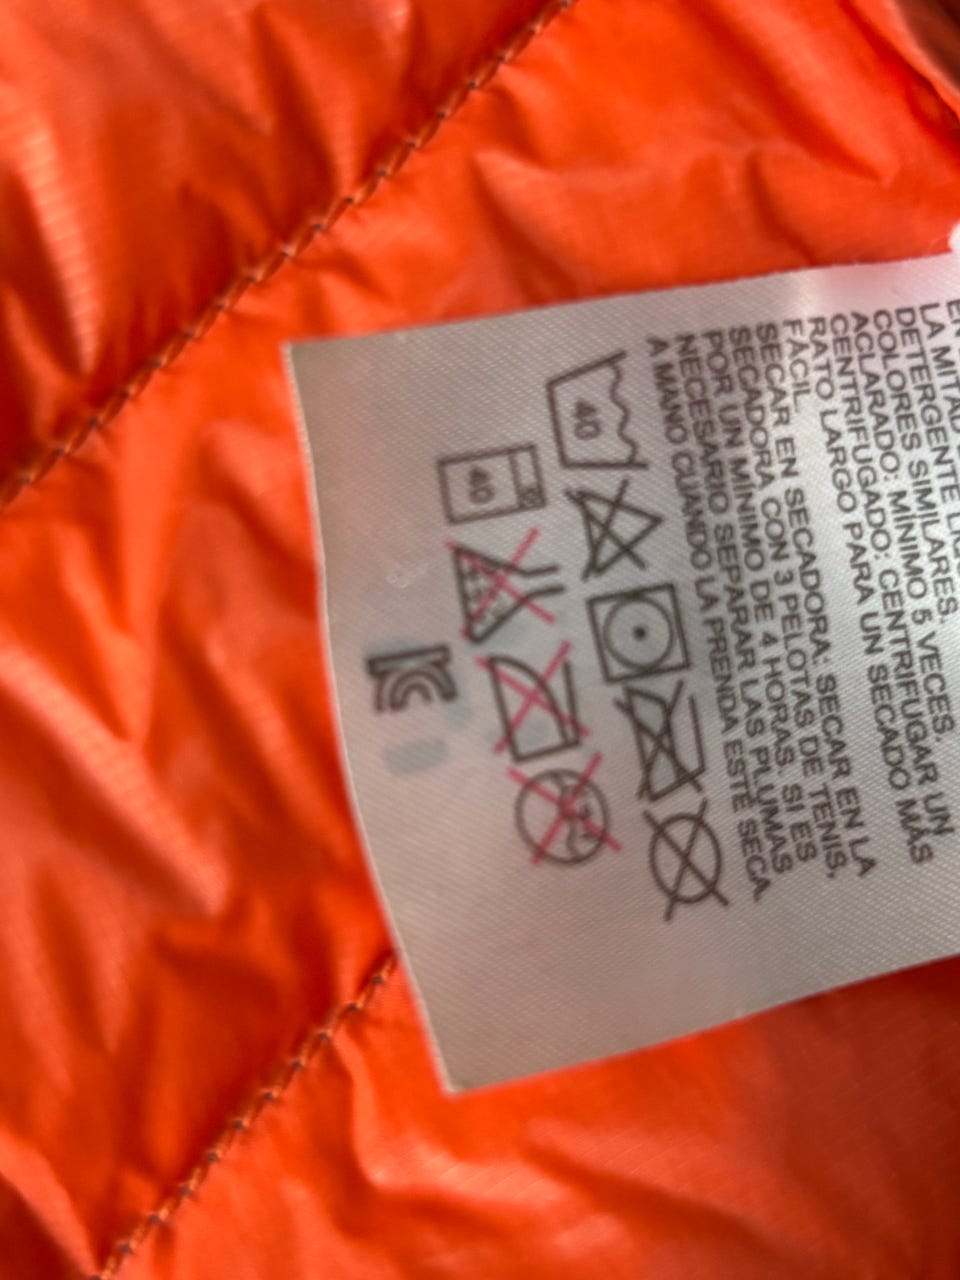 LA MITAD
DETERGENTE
COLORES SIMILARES.
ACLARADO: MÍNIMO 5 VECES.
CENTRIFUGADO: CENTRIFUGAR UN
RATO LARGO PARA UN SECADO MÁS
FÁCIL.
SECAR EN SECADORA: SECAR EN LA
SECADORA CON 3 PELOTAS DE TENIS,
POR UN MÍNIMO DE 4 HORAS. SI ES
NECESARIO SEPARAR LAS PLUMAS
A MANO CUANDO LA PRENDA ESTÉ SECA.
40
40